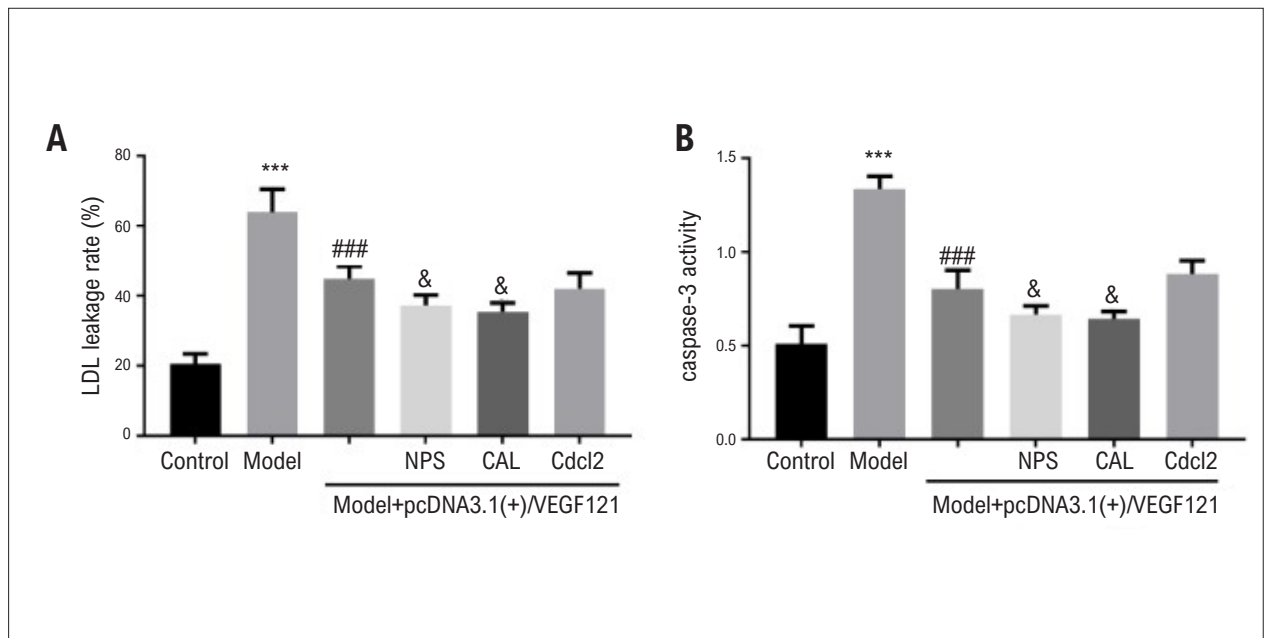 A
LDL leakage rate (%)
80
60
40
20
0
***
###
&
&
Control Model NPS CAL Cdcl2
Model+pcDNA3.1(+)/VEGF121
B
caspase-3 activity
1.5
1.0
0.5
0.0
***
###
&
&
Control Model NPS CAL Cdcl2
Model+pcDNA3.1(+)/VEGF121